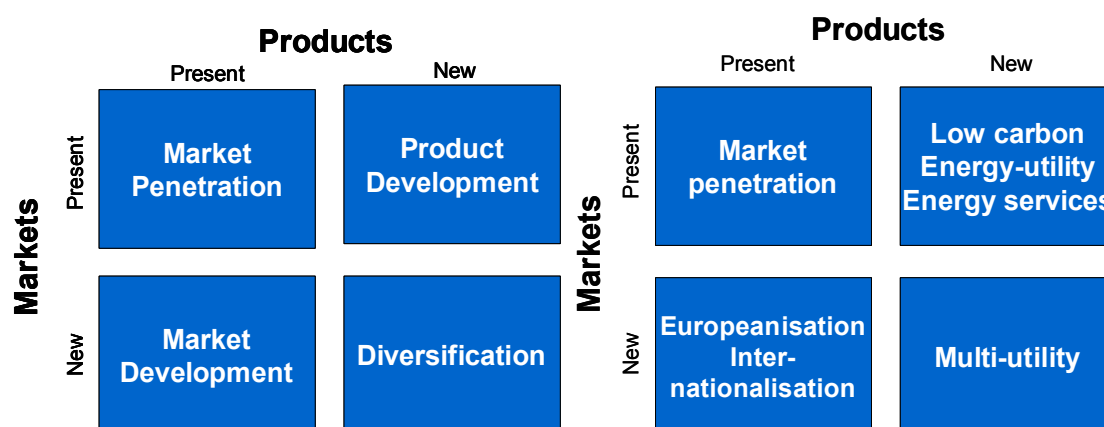 Products
Present
New
Markets
Present
Market
Penetration
Product
Development
New
Market
Development
Diversification
Products
Present
New
Markets
Present
Market
penetration
Low carbon
Energy-utility
Energy services
New
Europeanisation
Inter-
nationalisation
Multi-utility